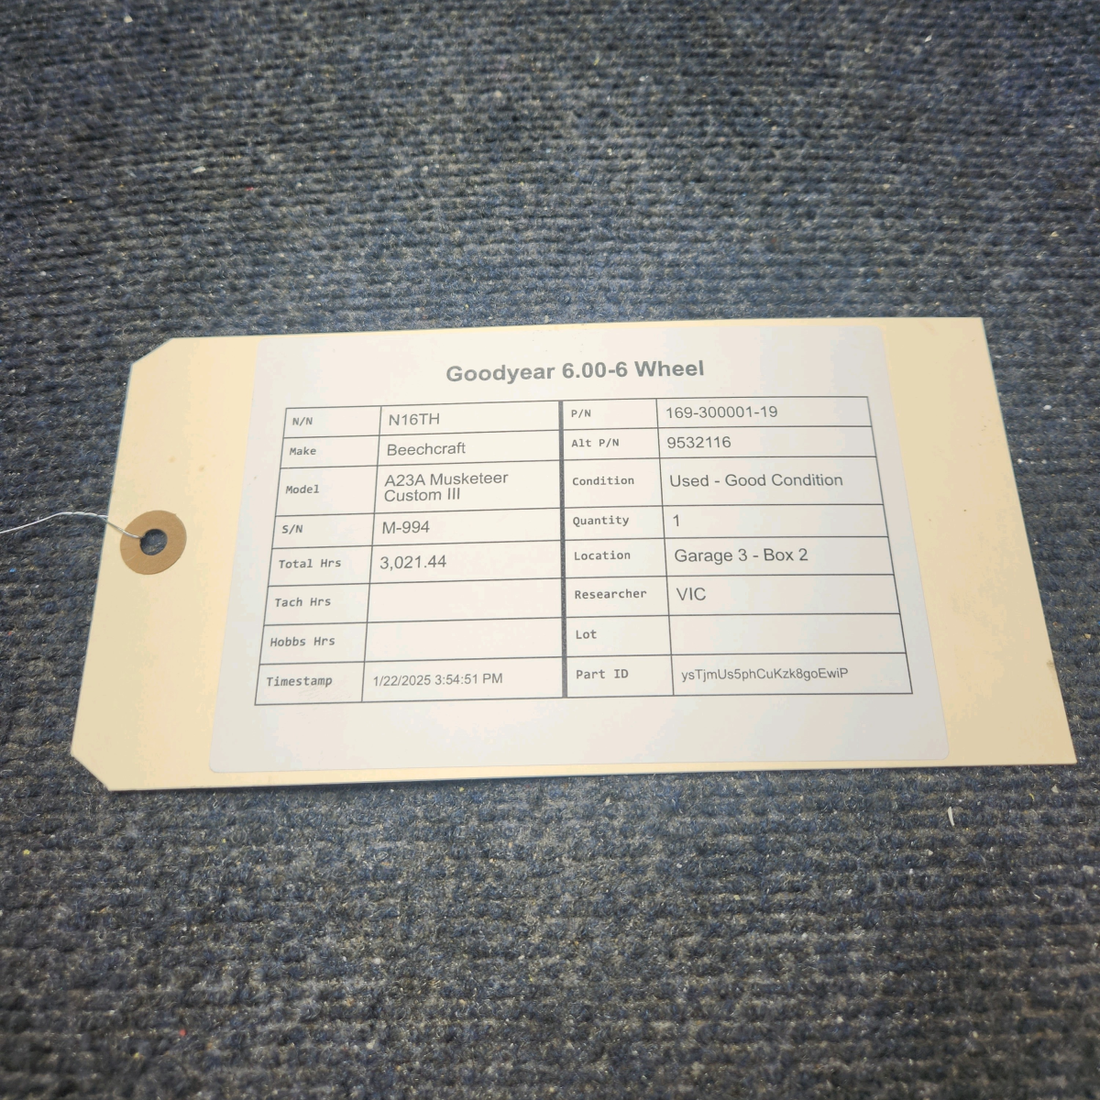 Goodyear 6.00-6 Wheel
N/N N16TH P/N 169-300001-19
Make Beechcraft Alt P/N 9532116
Model A23A Musketeer Custom III Condition Used - Good Condition
S/N M-994 Quantity 1
Total Hrs 3,021.44 Location Garage 3 - Box 2
Tach Hrs Researcher VIC
Hobbs Hrs Lot
Timestamp 1/22/2025 3:54:51 PM Part ID ysTjmUs5phCuKzk8goEwiP